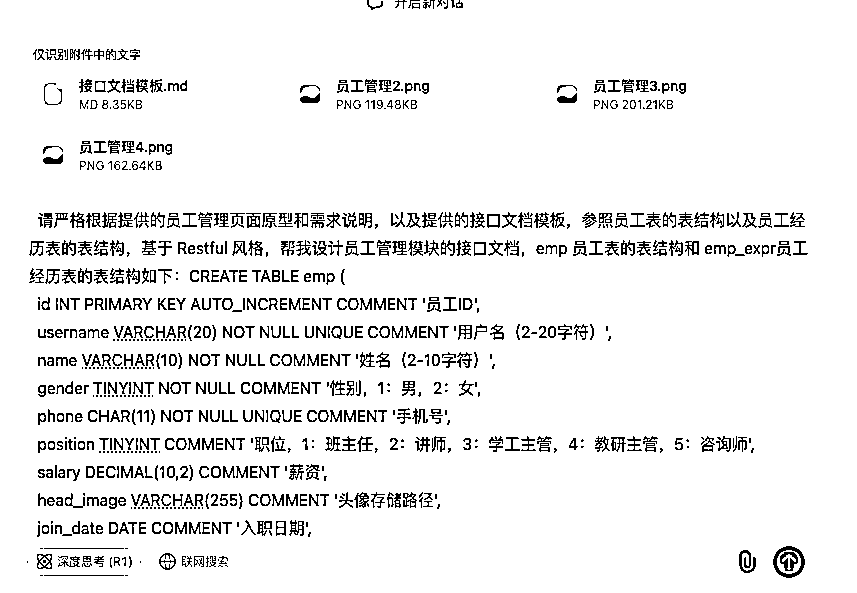 开启新对话
仅识别附件中的文字
接口文档模板.md
MD 8.35KB
员工管理2.png
PNG 119.48KB
员工管理3.png
PNG 201.21KB
员工管理4.png
PNG 162.64KB
请严格根据提供的员工管理页面原型和需求说明，以及提供的接口文档模板，参照员工表的表结构以及员工经
历表的表结构，基于 Restful 风格，帮我设计员工管理模块的接口文档，emp 员工表的表结构和 emp_expr员工
经历表的表结构如下：CREATE TABLE emp (
id INT PRIMARY KEY AUTO_INCREMENT COMMENT '员工ID',
username VARCHAR(20) NOT NULL UNIQUE COMMENT '用户名（2-20字符）',
name VARCHAR(10) NOT NULL COMMENT '姓名（2-10字符）',
gender TINYINT NOT NULL COMMENT '性别，1：男，2：女',
phone CHAR(11) NOT NULL UNIQUE COMMENT '手机号',
position TINYINT COMMENT '职位，1：班主任，2：讲师，3：学工主管，4：教研主管，5：咨询师',
salary DECIMAL(10,2) COMMENT '薪资',
head_image VARCHAR(255) COMMENT '头像存储路径',
join_date DATE COMMENT '入职日期',
深度思考 (R1)
联网搜索